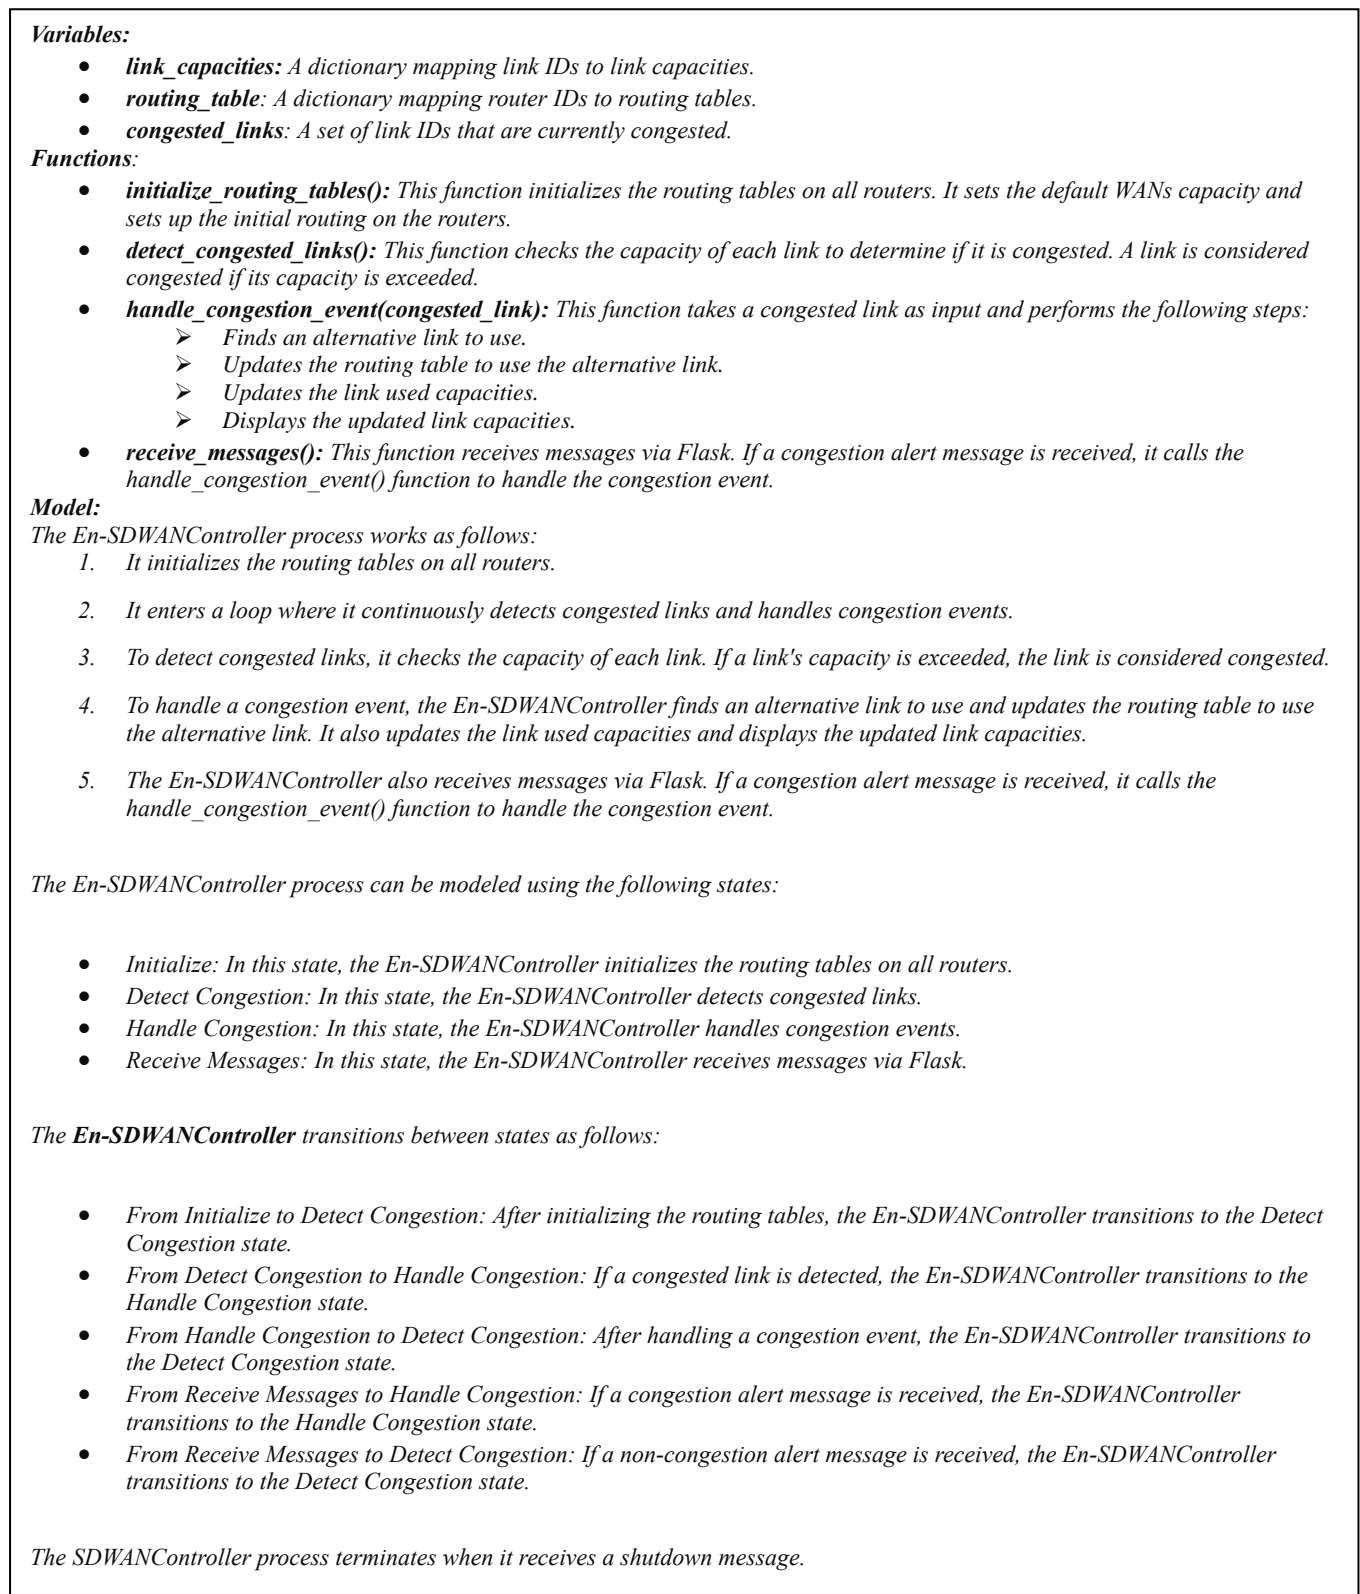 Variables:
• link_capacities: A dictionary mapping link IDs to link capacities.
• routing_table: A dictionary mapping router IDs to routing tables.
• congested_links: A set of link IDs that are currently congested.
Functions:
• initialize_routing_tables(): This function initializes the routing tables on all routers. It sets the default WANs capacity and
sets up the initial routing on the routers.
• detect_congested_links(): This function checks the capacity of each link to determine if it is congested. A link is considered
congested if its capacity is exceeded.
• handle_congestion_event(congested_link): This function takes a congested link as input and performs the following steps:
➢ Finds an alternative link to use.
➢ Updates the routing table to use the alternative link.
➢ Updates the link used capacities.
➢ Displays the updated link capacities.
• receive_messages(): This function receives messages via Flask. If a congestion alert message is received, it calls the
handle_congestion_event() function to handle the congestion event.
Model:
The En-SDWANController process works as follows:
1. It initializes the routing tables on all routers.
2. It enters a loop where it continuously detects congested links and handles congestion events.
3. To detect congested links, it checks the capacity of each link. If a link's capacity is exceeded, the link is considered congested.
4. To handle a congestion event, the En-SDWANController finds an alternative link to use and updates the routing table to use
the alternative link. It also updates the link used capacities and displays the updated link capacities.
5. The En-SDWANController also receives messages via Flask. If a congestion alert message is received, it calls the
handle_congestion_event() function to handle the congestion event.
The En-SDWANController process can be modeled using the following states:
• Initialize: In this state, the En-SDWANController initializes the routing tables on all routers.
• Detect Congestion: In this state, the En-SDWANController detects congested links.
• Handle Congestion: In this state, the En-SDWANController handles congestion events.
• Receive Messages: In this state, the En-SDWANController receives messages via Flask.
The En-SDWANController transitions between states as follows:
• From Initialize to Detect Congestion: After initializing the routing tables, the En-SDWANController transitions to the Detect
Congestion state.
• From Detect Congestion to Handle Congestion: If a congested link is detected, the En-SDWANController transitions to the
Handle Congestion state.
• From Handle Congestion to Detect Congestion: After handling a congestion event, the En-SDWANController transitions to
the Detect Congestion state.
• From Receive Messages to Handle Congestion: If a congestion alert message is received, the En-SDWANController
transitions to the Handle Congestion state.
• From Receive Messages to Detect Congestion: If a non-congestion alert message is received, the En-SDWANController
transitions to the Detect Congestion state.
The SDWANController process terminates when it receives a shutdown message.